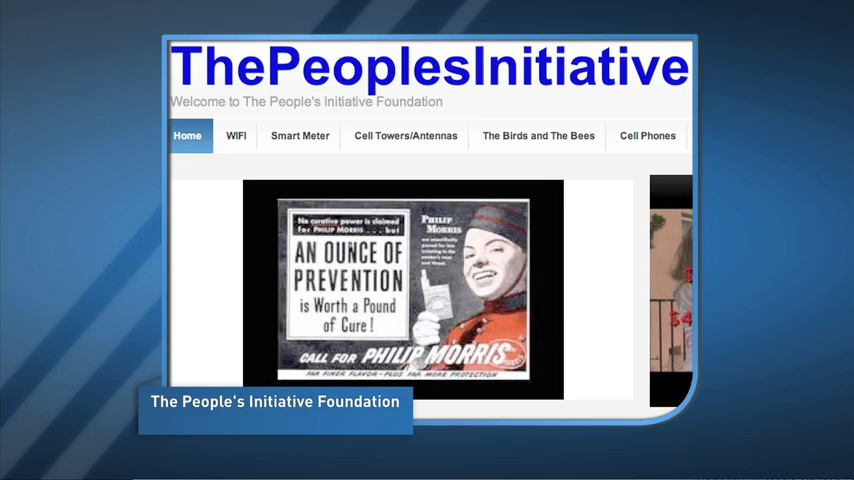 ThePeoplesInitiative
Welcome to The People's Initiative Foundation
Home WIFI Smart Meter Cell Towers/Antennas The Birds and The Bees Cell Phones
No curative power is claimed
for PHILIP MORRIS . . . but
AN OUNCE OF
PREVENTION
is Worth a Pound
of Cure!
PHILIP
MORRIS
CALL FOR PHILIP MORRIS
FAR FINER FLAVOR-PLUS FAR MORE PROTECTION
$4
The People's Initiative Foundation